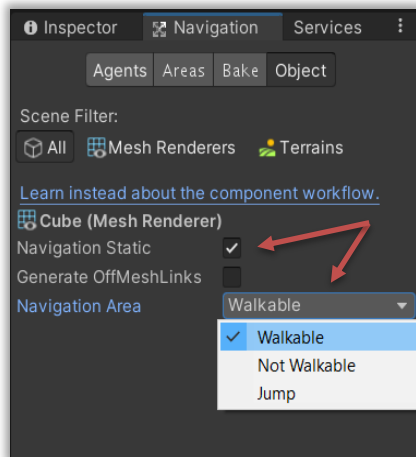 Inspector Navigation Services
Agents Areas Bake Object
Scene Filter:
All Mesh Renderers Terrains
Learn instead about the component workflow.
Cube (Mesh Renderer)
Navigation Static
Generate OffMeshLinks
Navigation Area Walkable
Walkable
Not Walkable
Jump